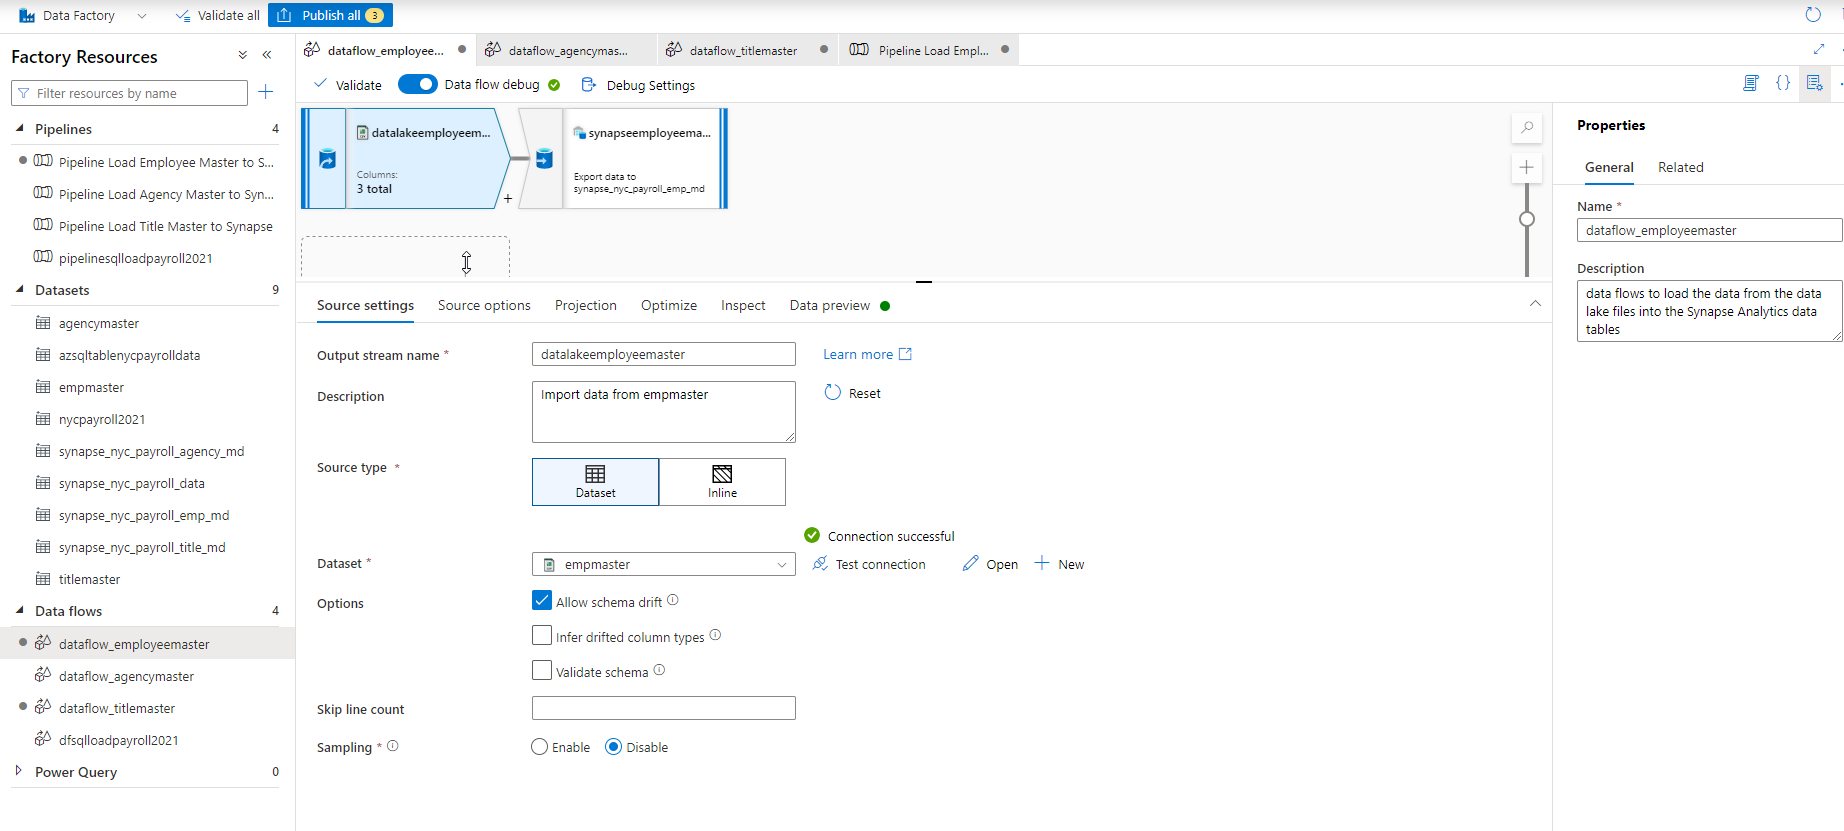 Data Factory
Validate all
Publish all 3
Factory Resources
Filter resources by name
Pipelines 4
Pipeline Load Employee Master to S...
Pipeline Load Agency Master to Syn...
Pipeline Load Title Master to Synapse
pipelinesqlloadpayroll2021
Datasets 9
agencymaster
azsqltablenycpayrolldata
empmaster
nycpayroll2021
synapse_nyc_payroll_agency_md
synapse_nyc_payroll_data
synapse_nyc_payroll_emp_md
synapse_nyc_payroll_title_md
titlemaster
Data flows 4
dataflow_employeemaster
dataflow_agencymaster
dataflow_titlemaster
dfsqlloadpayroll2021
Power Query 0
dataflow_employee...
dataflow_agencymas...
dataflow_titlemaster
Pipeline Load Empl...
Validate
Data flow debug
Debug Settings
datalakeemployeem...
Columns:
3 total
+
synapseemployeema...
Export data to
synapse_nyc_payroll_emp_md
Source settings
Source options
Projection
Optimize
Inspect
Data preview
Output stream name *
datalakeemployeemaster
Learn more
Description
Import data from empmaster
Reset
Source type *
Dataset
Inline
Connection successful
Dataset *
empmaster
Test connection
Open
New
Options
Allow schema drift
Infer drifted column types
Validate schema
Skip line count
Sampling *
Enable
Disable
Properties
General
Related
Name *
dataflow_employeemaster
Description
data flows to load the data from the data
lake files into the Synapse Analytics data
tables